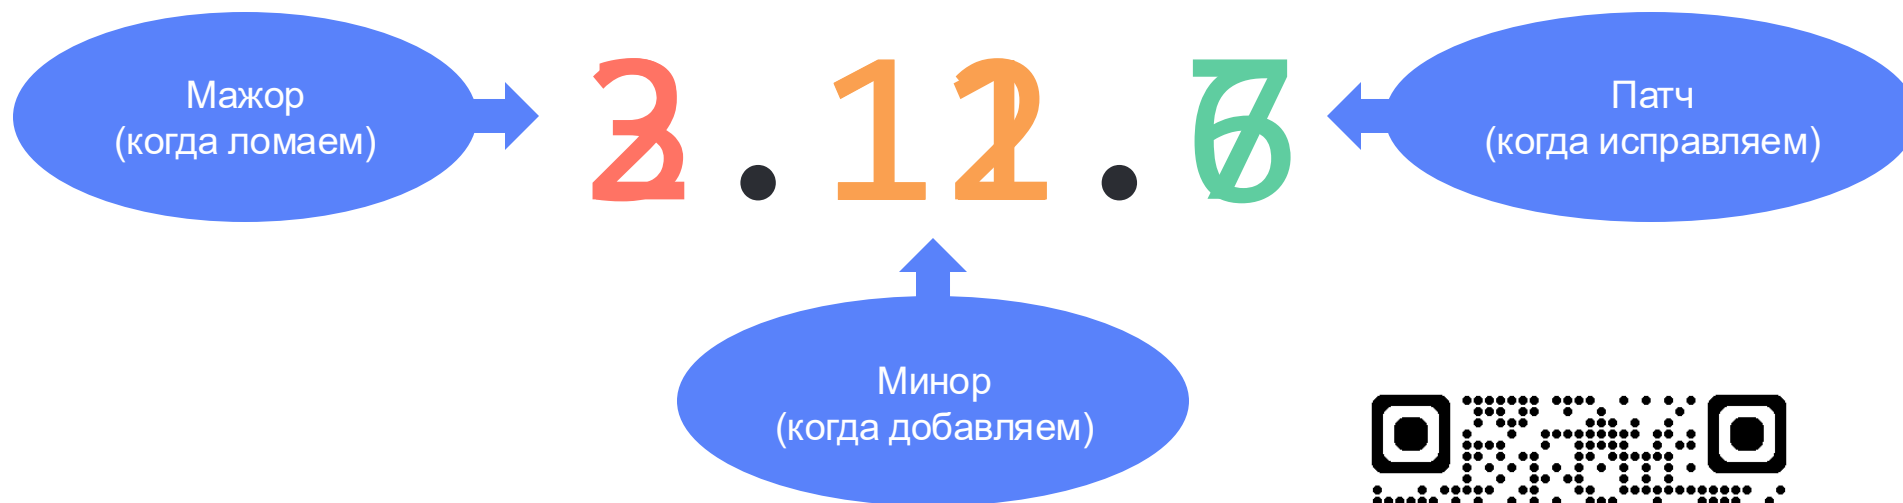 Мажор
(когда ломаем)
Патч
(когда исправляем)
Минор
(когда добавляем)